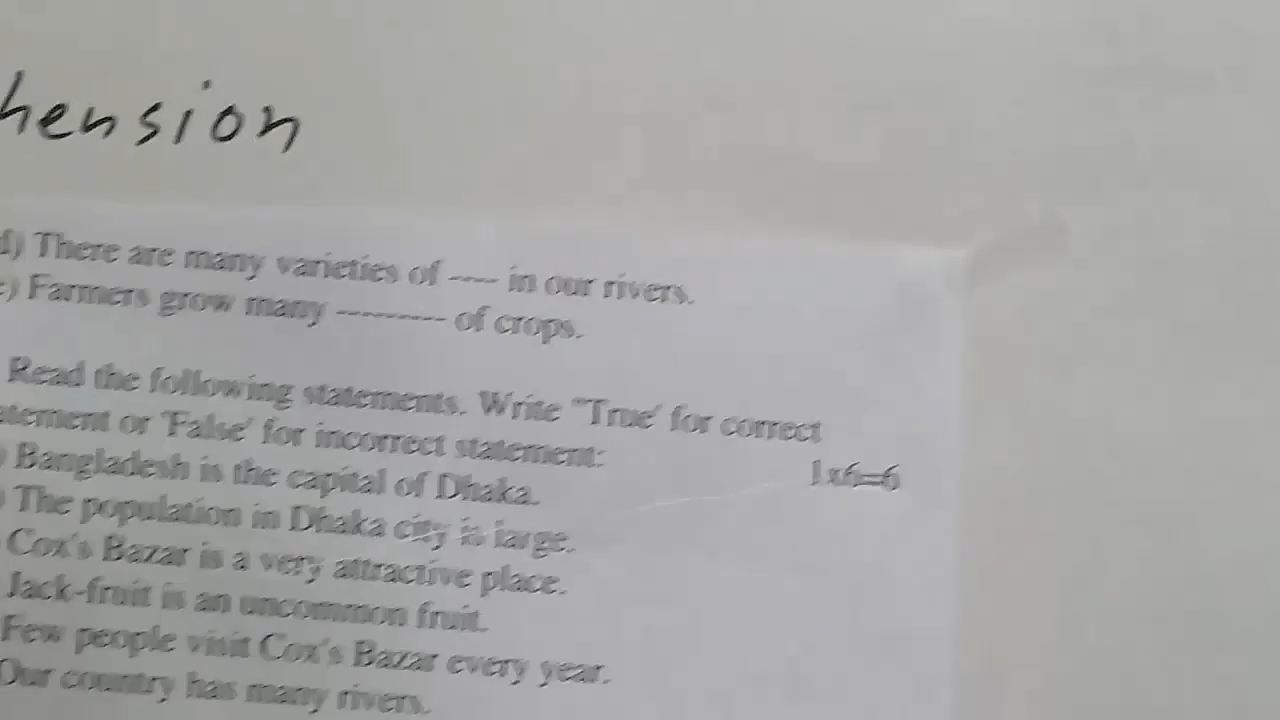 hension
d) There are many varieties of ---- in our rivers.
e) Farmers grow many --------- of crops.
Read the following statements. Write "True' for correct
atement or 'False' for incorrect statement:
1x6=6
) Bangladesh is the capital of Dhaka.
) The population in Dhaka city is large.
Cox's Bazar is a very attractive place.
Jack-fruit is an uncommon fruit.
Few people visit Cox's Bazar every year.
Our country has many rivers.